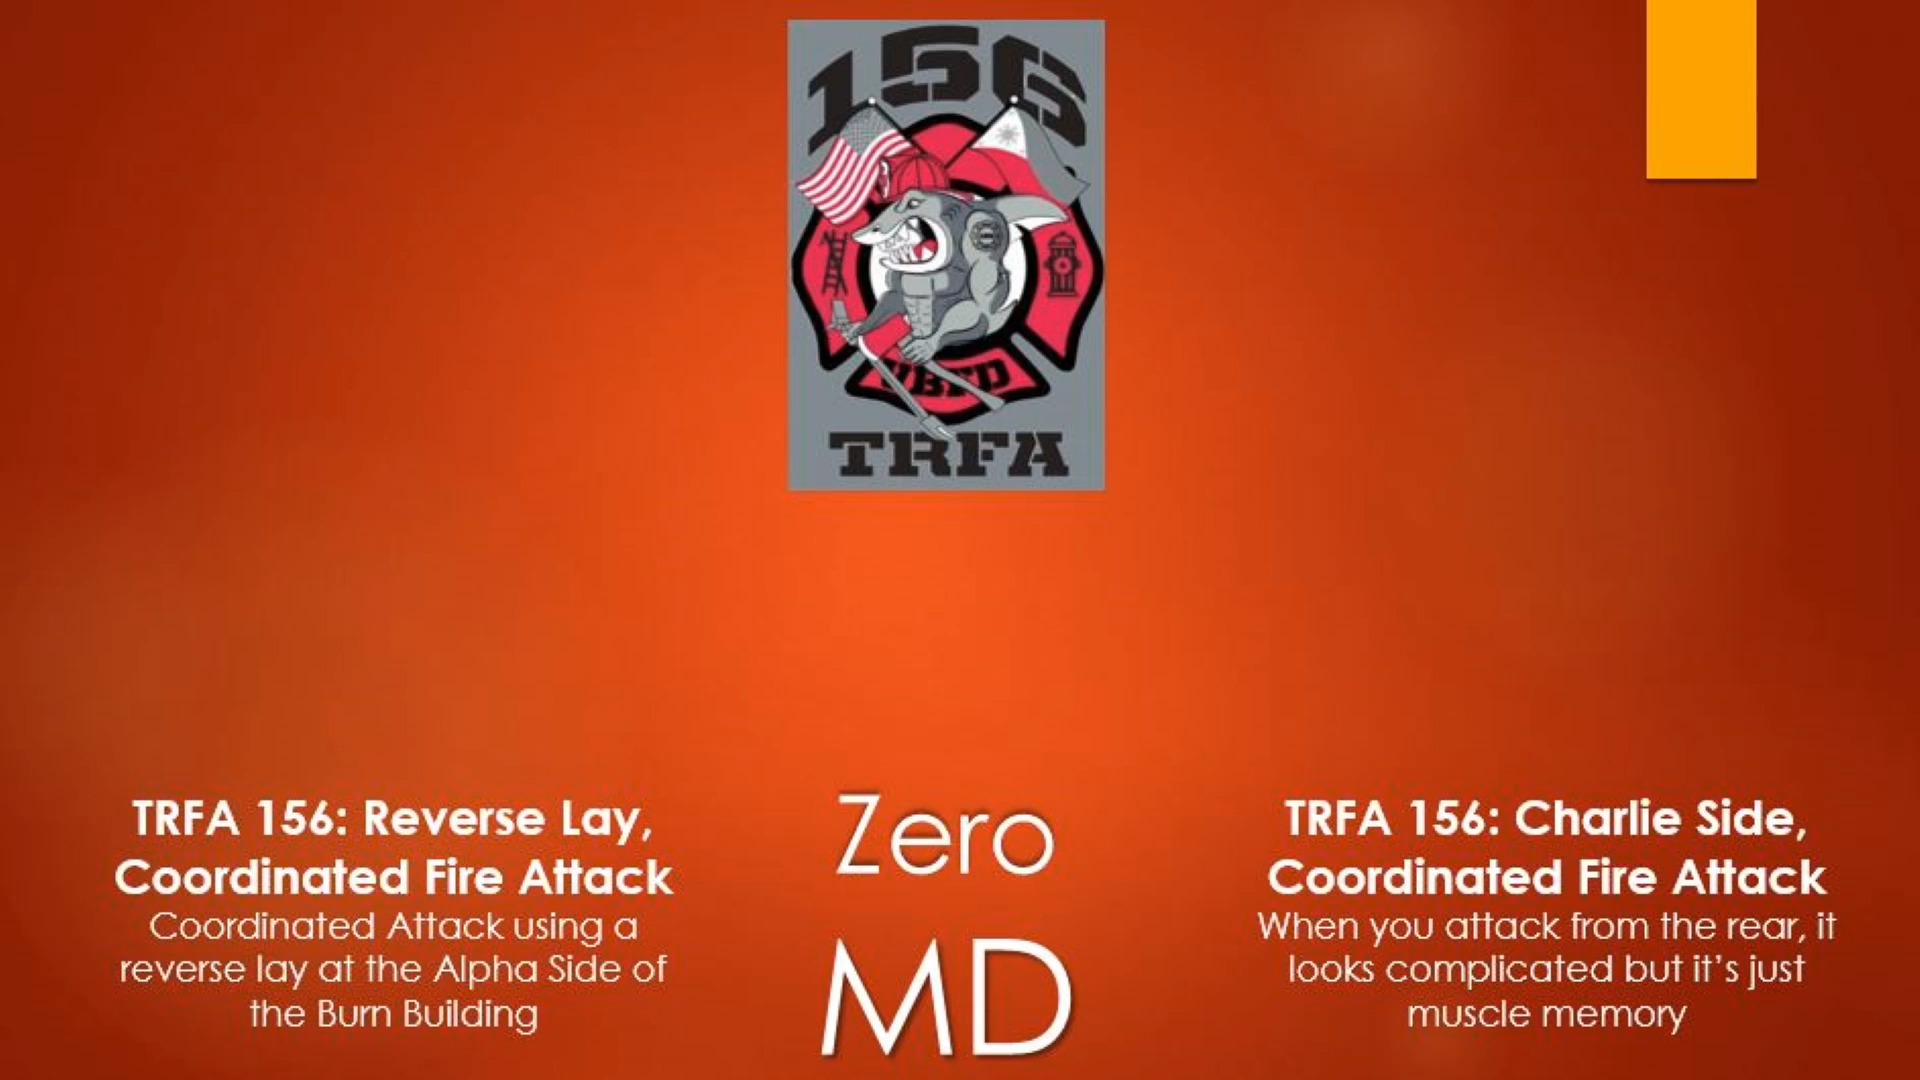 156
TRFA
TRFA 156: Reverse Lay,
Coordinated Fire Attack
Coordinated Attack using a
reverse lay at the Alpha Side of
the Burn Building
Zero
MD
TRFA 156: Charlie Side,
Coordinated Fire Attack
When you attack from the rear, it
looks complicated but it's just
muscle memory